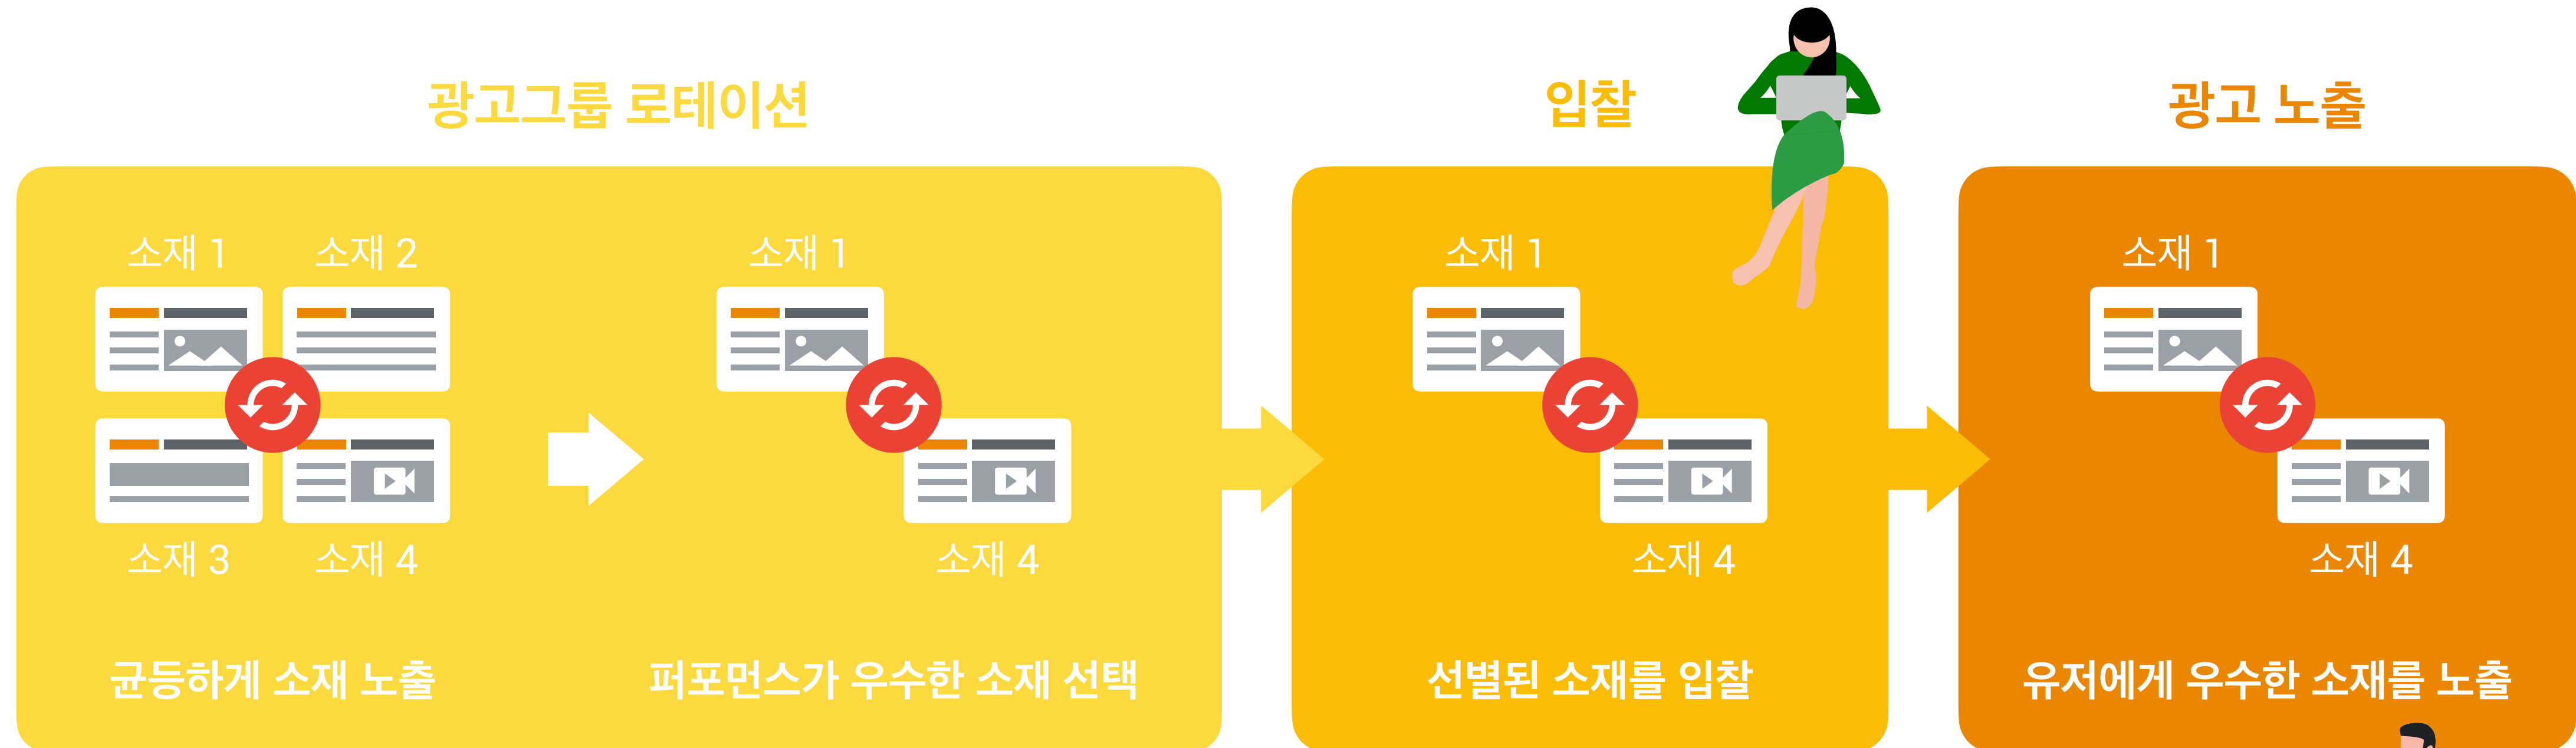 광고그룹 로테이션
소재 1
소재 2
소재 3
소재 4
균등하게 소재 노출
소재 1
소재 4
퍼포먼스가 우수한 소재 선택
입찰
소재 1
소재 4
선별된 소재를 입찰
광고 노출
소재 1
소재 4
유저에게 우수한 소재를 노출